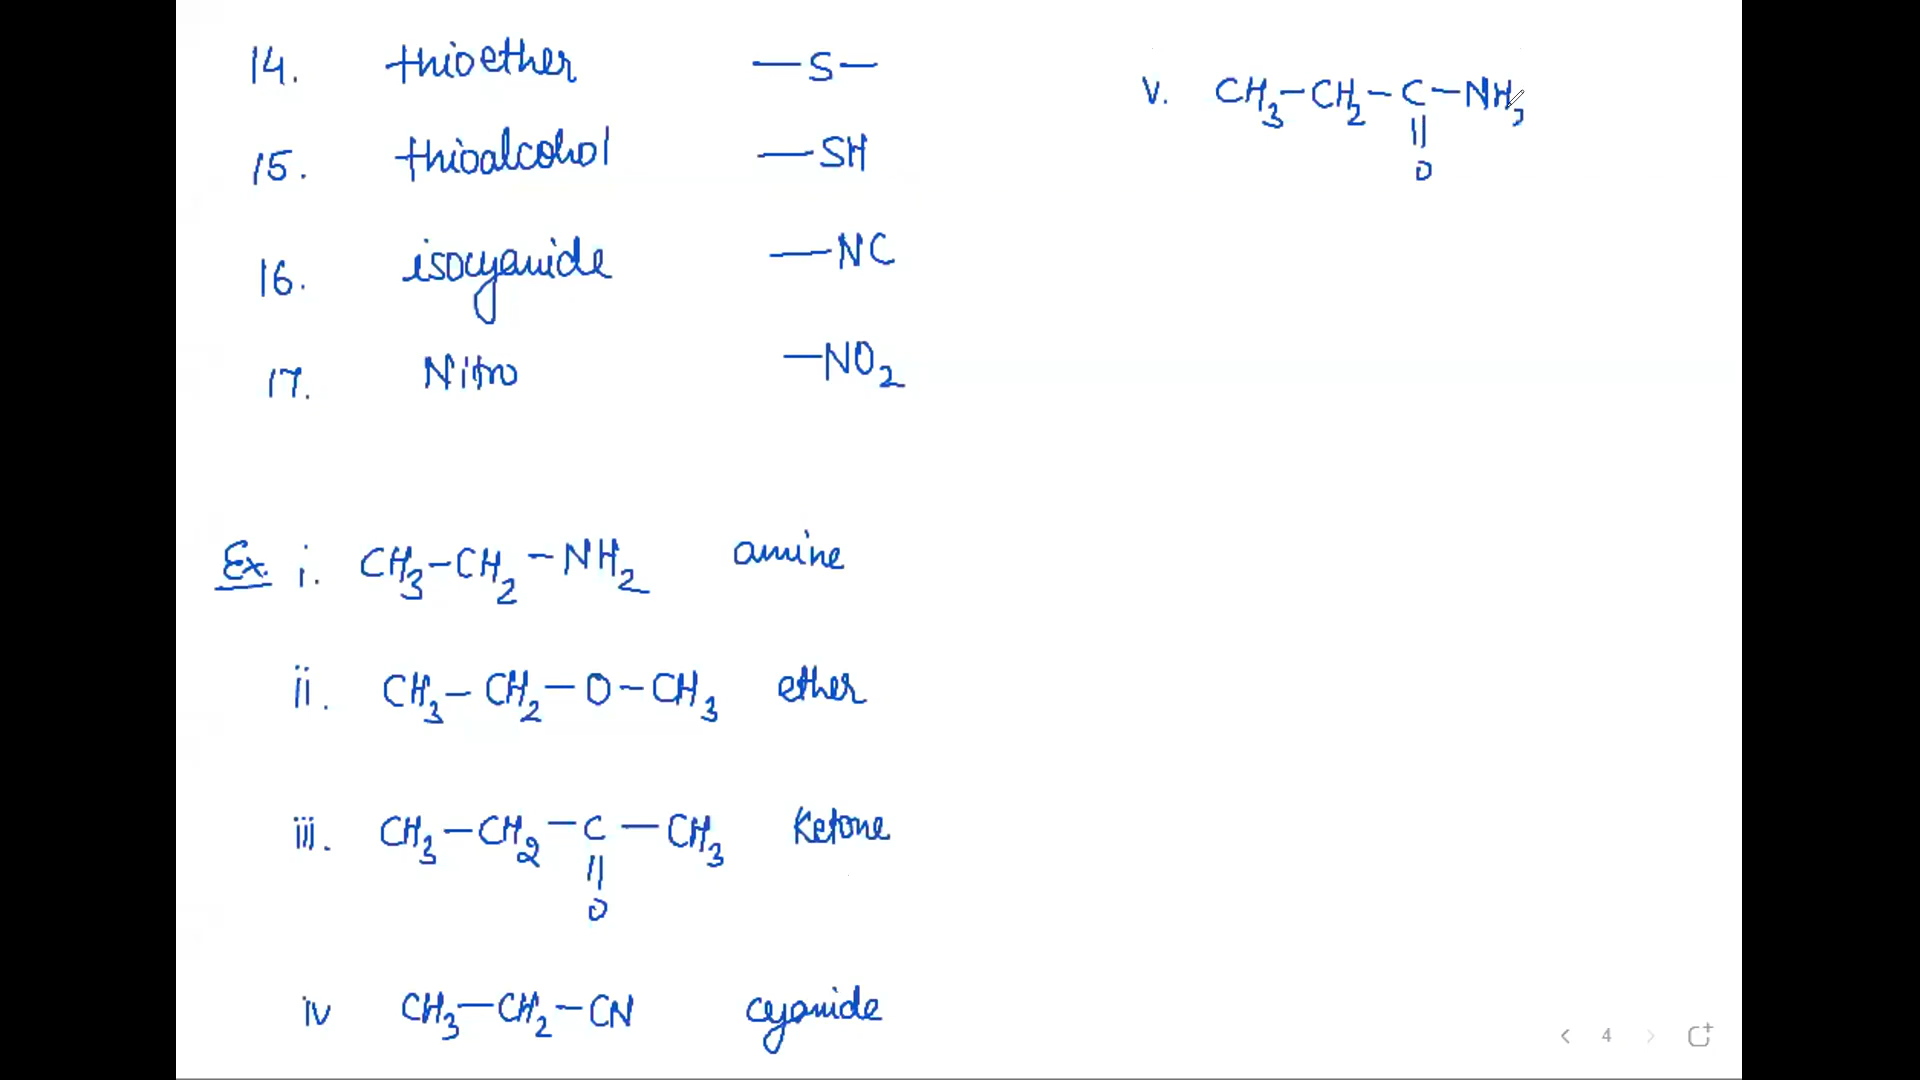 14. thioether —S—
15. thioalcohol —SH
16. isocyanide —NC
17. Nitro —NO2
Ex. i. CH3–CH2–NH2 amine
ii. CH3–CH2–O–CH3 ether
iii. CH3–CH2–C–CH3 Ketone
||
O
iv CH3–CH2–CN cyanide
v. CH3–CH2–C–NH2
||
O
< 4 >